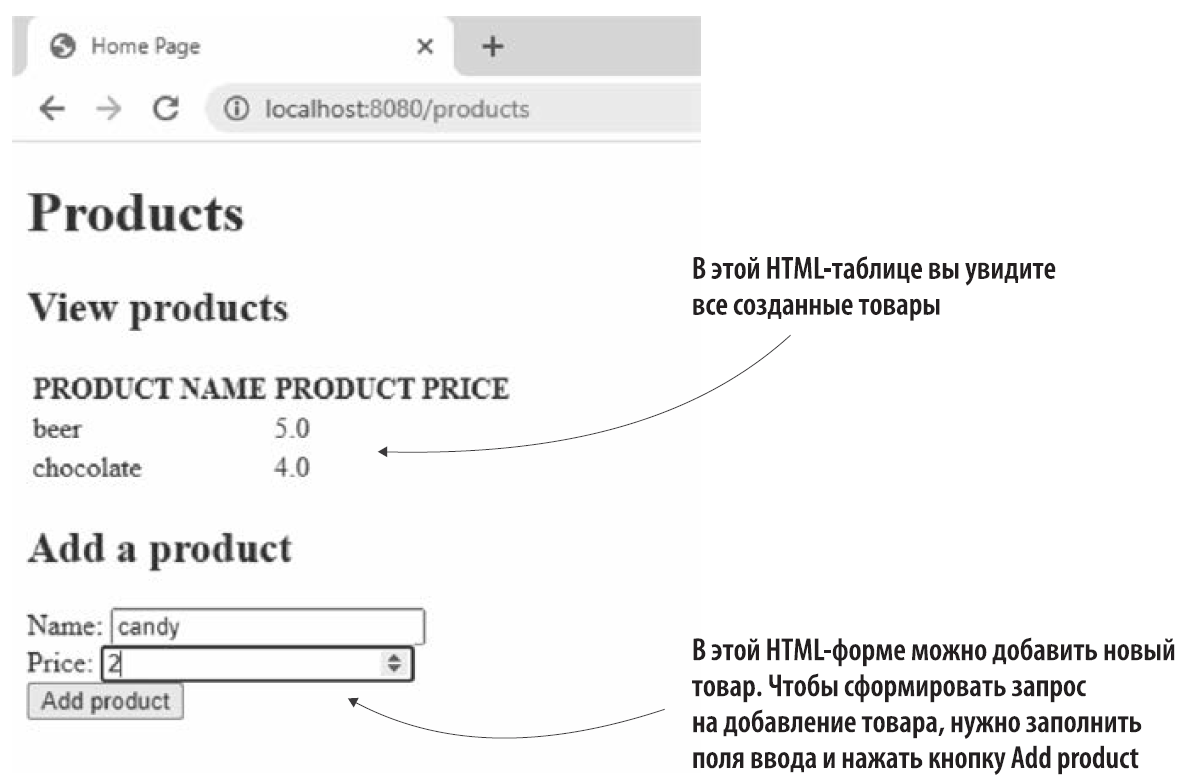 Home Page
localhost:8080/products
Products
View products
PRODUCT NAME PRODUCT PRICE
beer 5.0
chocolate 4.0
Add a product
Name: candy
Price: 2
Add product
В этой HTML-таблице вы увидите
все созданные товары
В этой HTML-форме можно добавить новый
товар. Чтобы сформировать запрос
на добавление товара, нужно заполнить
поля ввода и нажать кнопку Add product